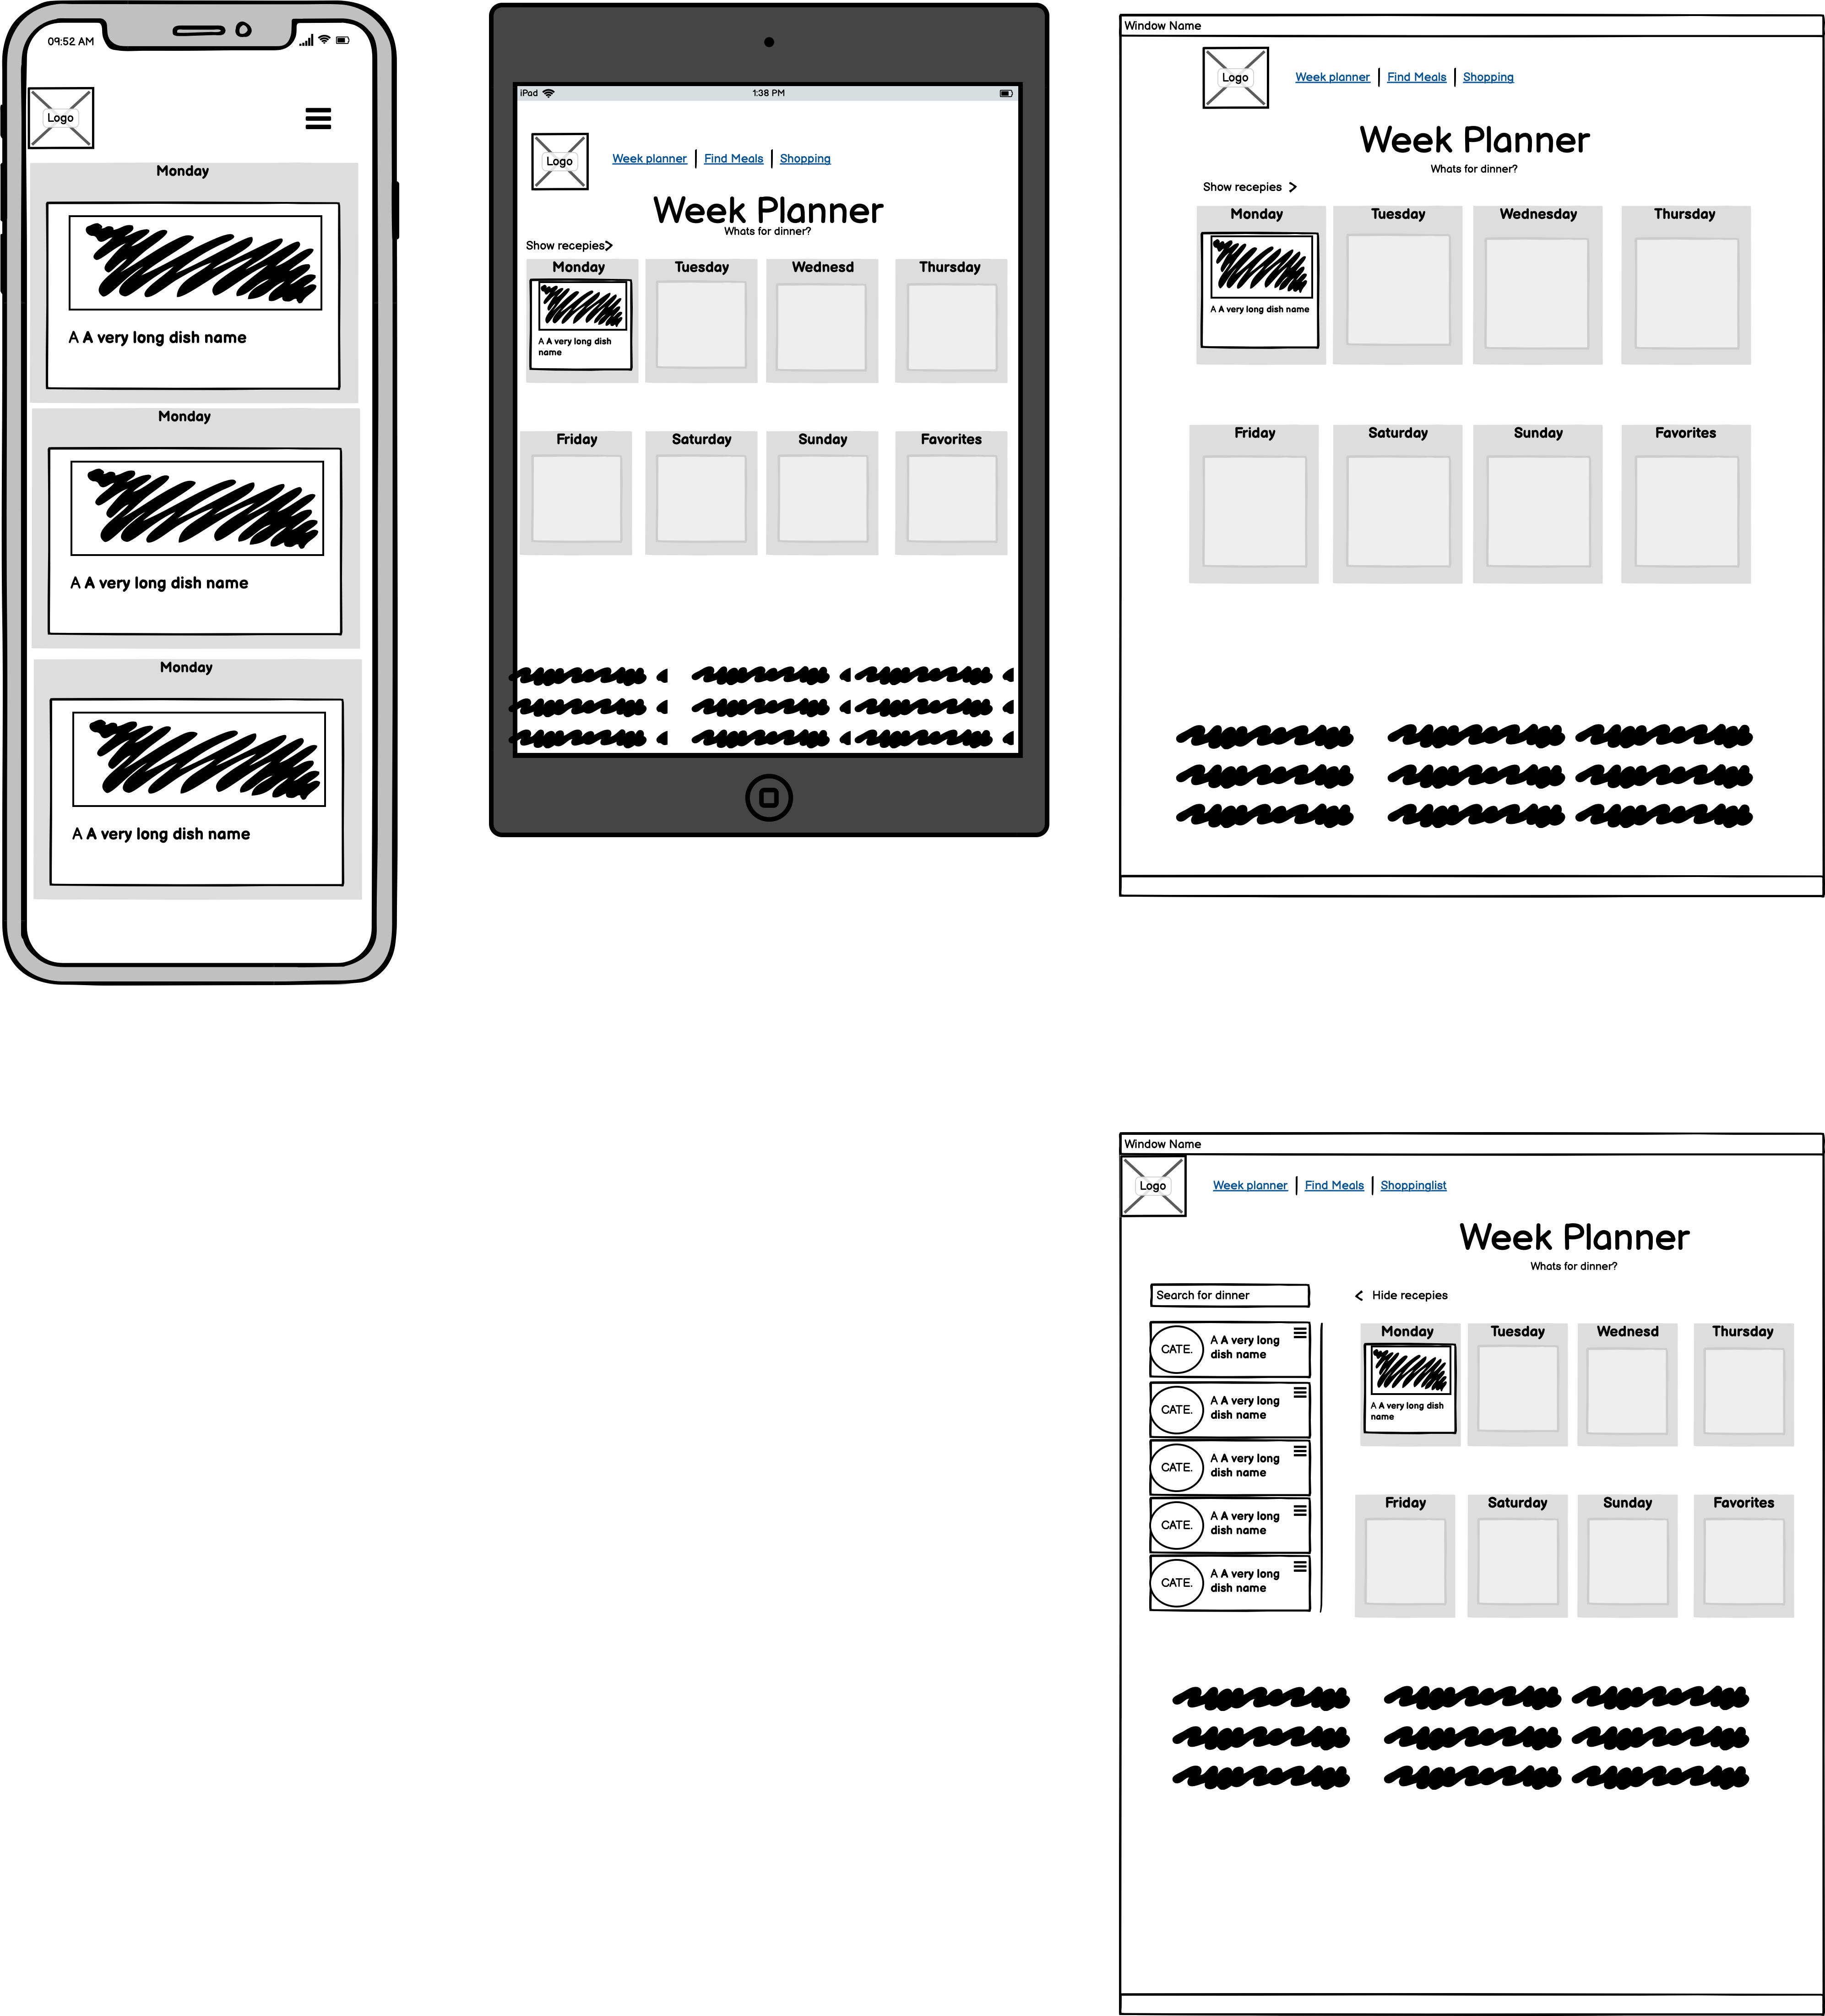 09:52 AM
Logo
Monday
A A very long dish name
Monday
A A very long dish name
Monday
A A very long dish name
iPad
1:38 PM
Logo
Week planner
Find Meals
Shopping
Week Planner
Whats for dinner?
Show recepies
Monday
Tuesday
Wednesd
Thursday
A A very long dish
name
Friday
Saturday
Sunday
Favorites
Window Name
Logo
Week planner
Find Meals
Shopping
Week Planner
Whats for dinner?
Show recepies
Monday
Tuesday
Wednesday
Thursday
A A very long dish name
Friday
Saturday
Sunday
Favorites
Window Name
Logo
Week planner
Find Meals
Shoppinglist
Week Planner
Whats for dinner?
Search for dinner
Hide recepies
CATE.
A A very long
dish name
CATE.
A A very long
dish name
CATE.
A A very long
dish name
CATE.
A A very long
dish name
CATE.
A A very long
dish name
Monday
Tuesday
Wednesd
Thursday
A A very long dish
name
Friday
Saturday
Sunday
Favorites